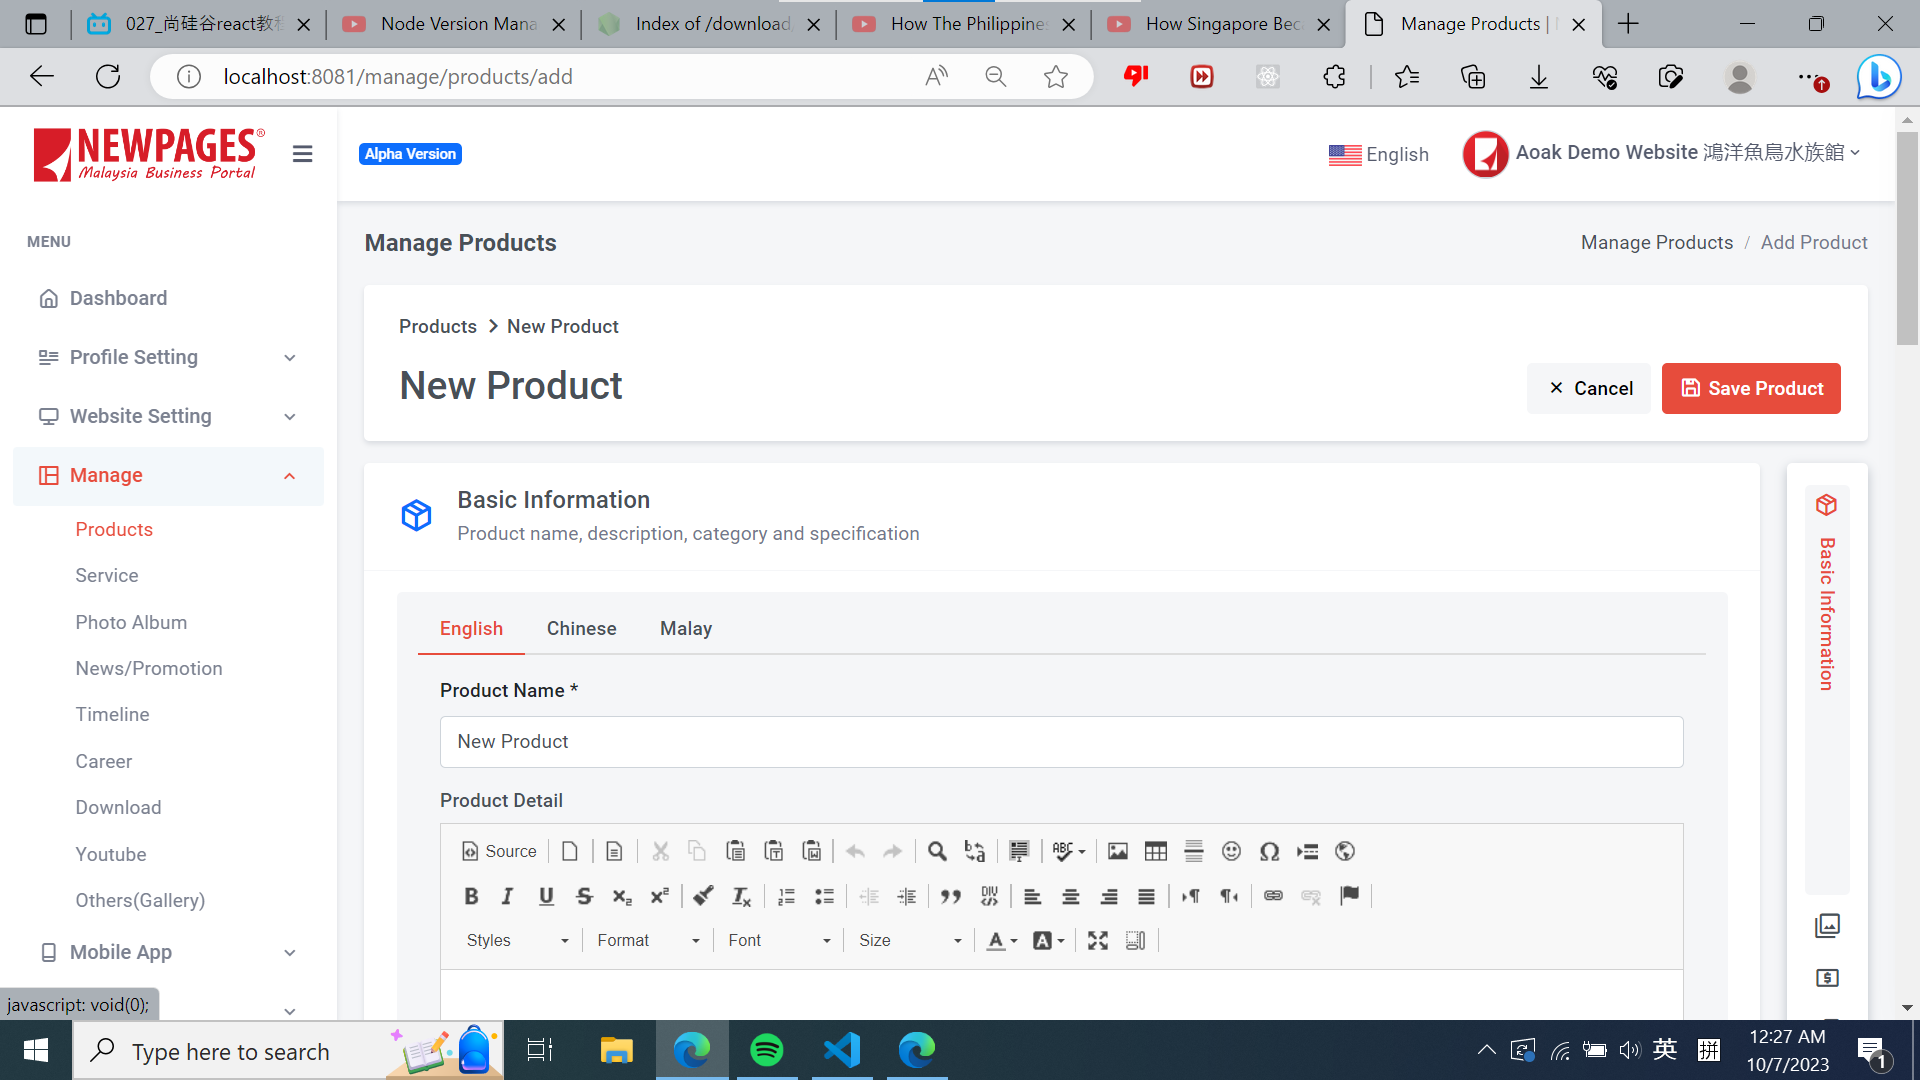 027_尚硅谷react教程
Node Version Mana
Index of /download
How The Philippines
How Singapore Bec
Manage Products |
localhost:8081/manage/products/add
NEWPAGES®
Malaysia Business Portal
Alpha Version
English
Aoak Demo Website 鴻洋魚鳥水族館
MENU
Dashboard
Profile Setting
Website Setting
Manage
Products
Service
Photo Album
News/Promotion
Timeline
Career
Download
Youtube
Others(Gallery)
Mobile App
javascript: void(0);
Manage Products
Manage Products / Add Product
Products > New Product
New Product
Cancel
Save Product
Basic Information
Product name, description, category and specification
English
Chinese
Malay
Product Name *
New Product
Product Detail
Source
Styles
Format
Font
Size
Basic Information
Type here to search
英
拼
12:27 AM
10/7/2023
1